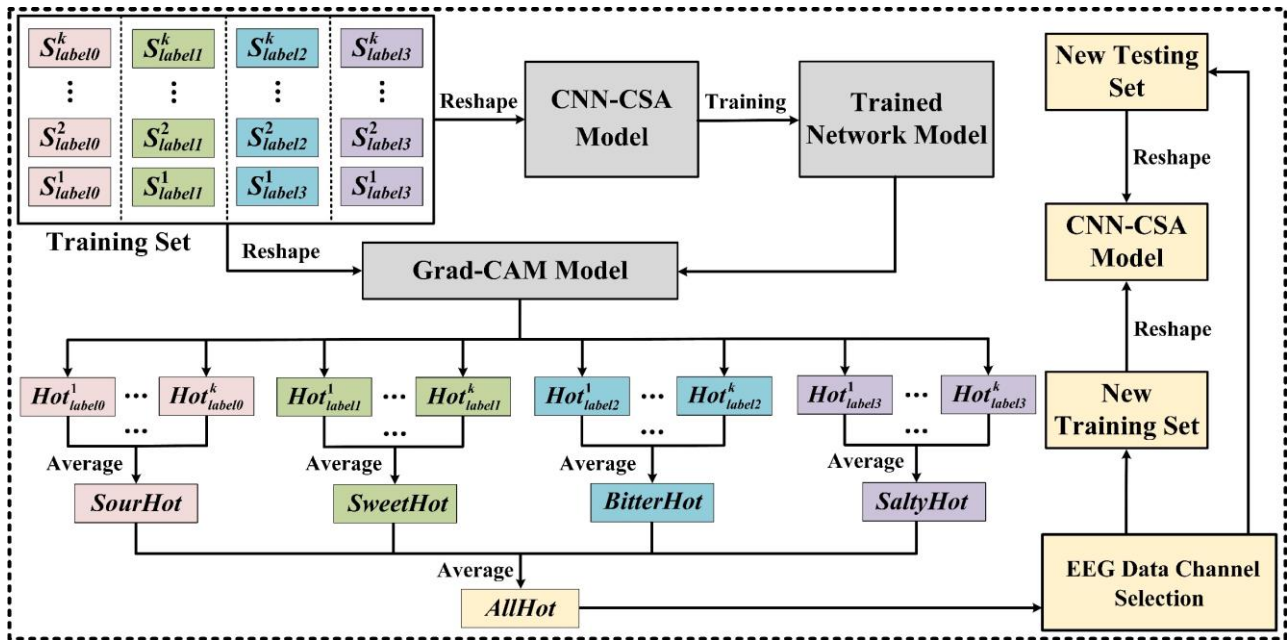 S^k_label0 S^k_label1 S^k_label2 S^k_label3
⋮ ⋮ ⋮ ⋮
S^2_label0 S^2_label1 S^2_label2 S^2_label3
S^1_label0 S^1_label1 S^1_label3 S^1_label3
Training Set
Reshape
CNN-CSA
Model
Training
Trained
Network Model
Reshape
Grad-CAM Model
Hot^1_label0 ... Hot^k_label0 Hot^1_label1 ... Hot^k_label1 Hot^1_label2 ... Hot^k_label2 Hot^1_label3 ... Hot^k_label3
... ... ... ...
Average Average Average Average
SourHot SweetHot BitterHot SaltyHot
Average
AllHot
EEG Data Channel
Selection
New
Training Set
Reshape
CNN-CSA
Model
Reshape
New Testing
Set